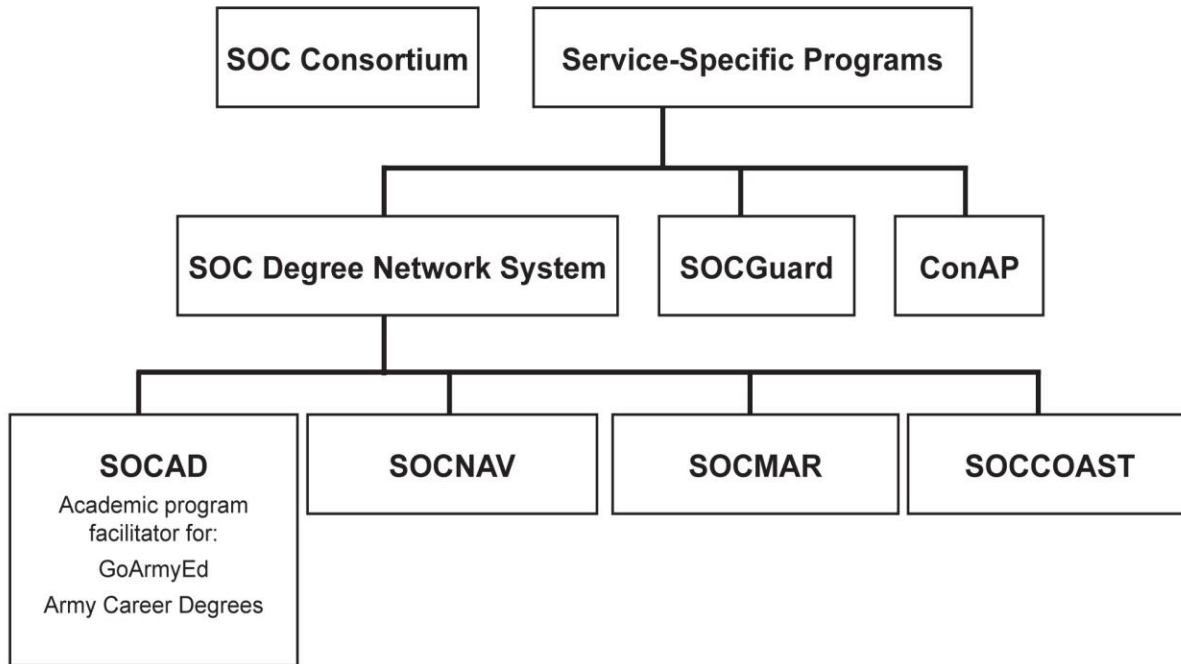 SOC Consortium
Service-Specific Programs
SOC Degree Network System
SOCGuard
ConAP
SOCAD
Academic program
facilitator for:
GoArmyEd
Army Career Degrees
SOCNAV
SOCMAR
SOCCOAST